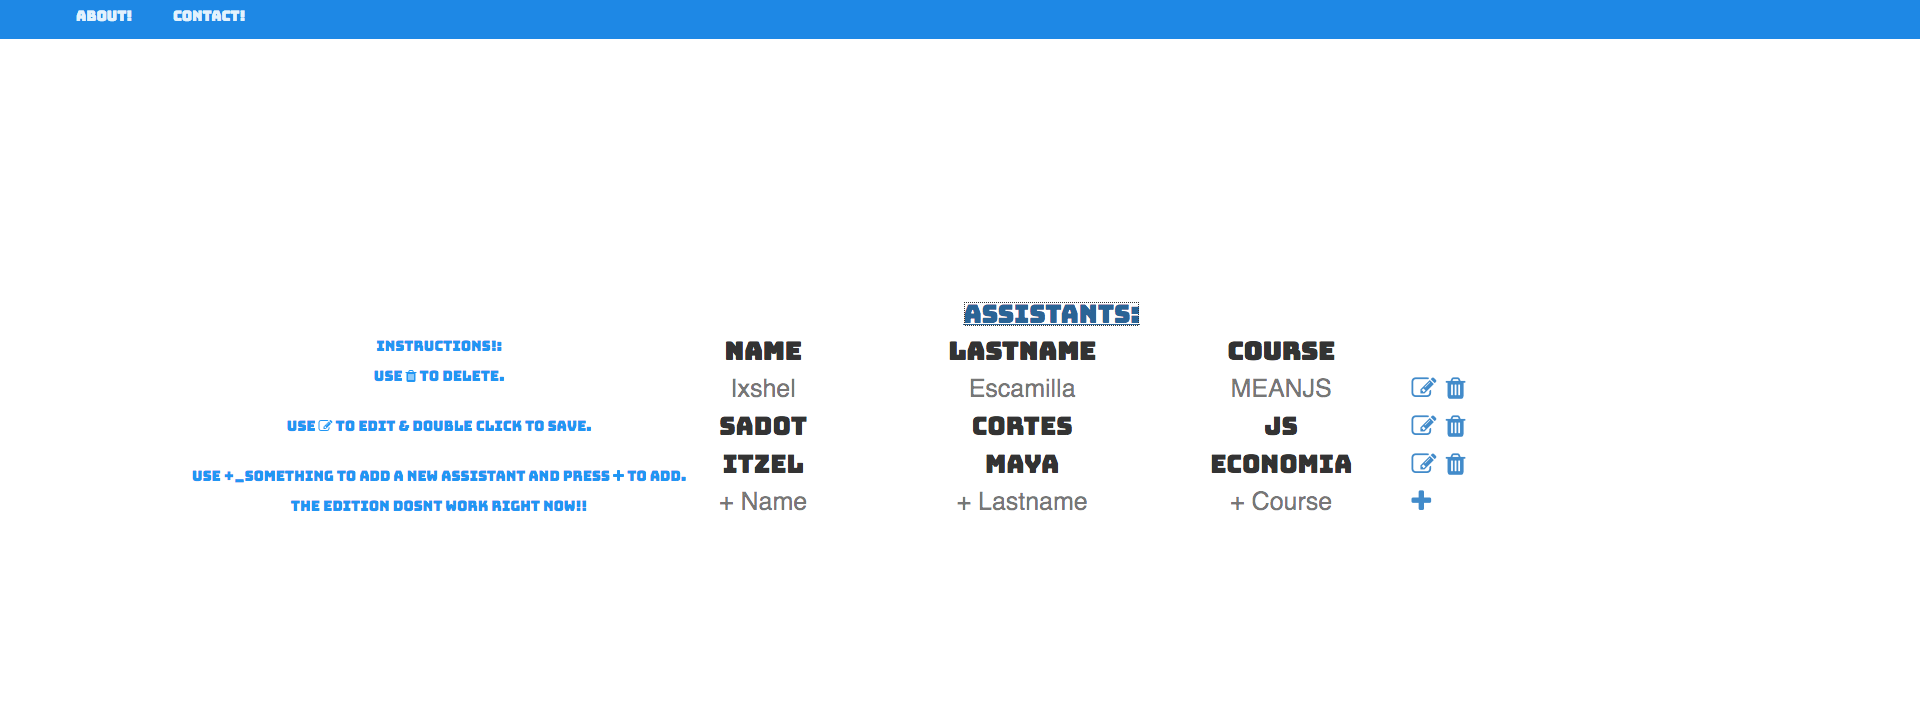 ABOUT! CONTACT!
ASSISTANTS:
INSTRUCTIONS!:
USE TO DELETE.
USE TO EDIT & DOUBLE CLICK TO SAVE.
USE +_SOMETHING TO ADD A NEW ASSISTANT AND PRESS + TO ADD.
THE EDITION DOSNT WORK RIGHT NOW!!
NAME LASTNAME COURSE
Ixshel Escamilla MEANJS
SADOT CORTES JS
ITZEL MAYA ECONOMIA
+ Name + Lastname + Course